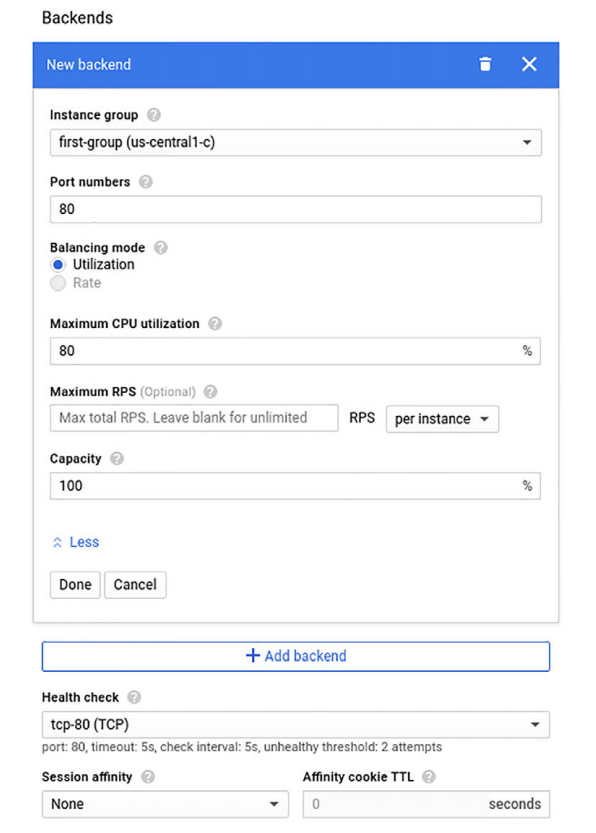 Backends
New backend
Instance group ?
first-group (us-central1-c)
Port numbers ?
80
Balancing mode ?
Utilization
Rate
Maximum CPU utilization ?
80 %
Maximum RPS (Optional) ?
Max total RPS. Leave blank for unlimited RPS per instance
Capacity ?
100 %
Less
Done Cancel
+ Add backend
Health check ?
tcp-80 (TCP)
port: 80, timeout: 5s, check interval: 5s, unhealthy threshold: 2 attempts
Session affinity ? Affinity cookie TTL ?
None 0 seconds